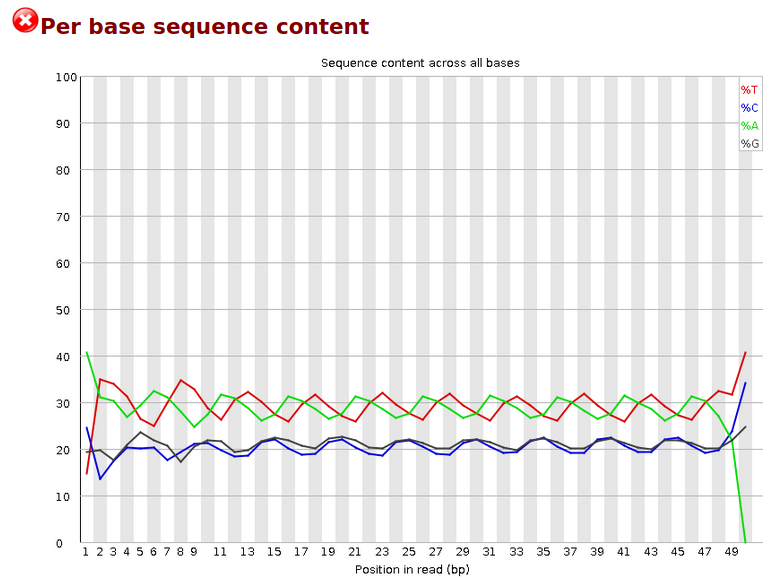 Per base sequence content
Sequence content across all bases
%T
%C
%A
%G
100
90
80
70
60
50
40
30
20
10
0
1 2 3 4 5 6 7 8 9 11 13 15 17 19 21 23 25 27 29 31 33 35 37 39 41 43 45 47 49
Position in read (bp)